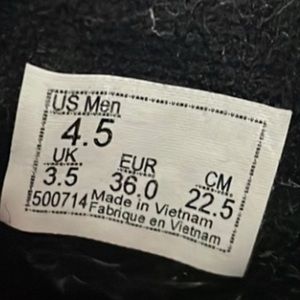 US Men
4.5
UK EUR CM
3.5 36.0 22.5
500714 Made in Vietnam
Fabrique en Vietnam